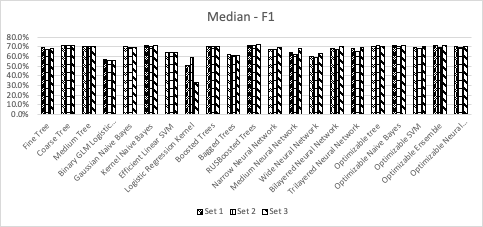 Median - F1
80.0%
70.0%
60.0%
50.0%
40.0%
30.0%
20.0%
10.0%
0.0%
Fine Tree
Coarse Tree
Medium Tree
Binary GLM Logistic...
Gaussian Naive Bayes
Kernel Naive Bayes
Efficient Linear SVM
Logistic Regression Kernel
Boosted Trees
Bagged Trees
RUSBoosted Trees
Narrow Neural Network
Medium Neural Network
Wide Neural Network
Bilayered Neural Network
Trilayered Neural Network
Optimizable tree
Optimizable Naive Bayes
Optimizable SVM
Optimizable Ensemble
Optimizable Neural...
Set 1 Set 2 Set 3